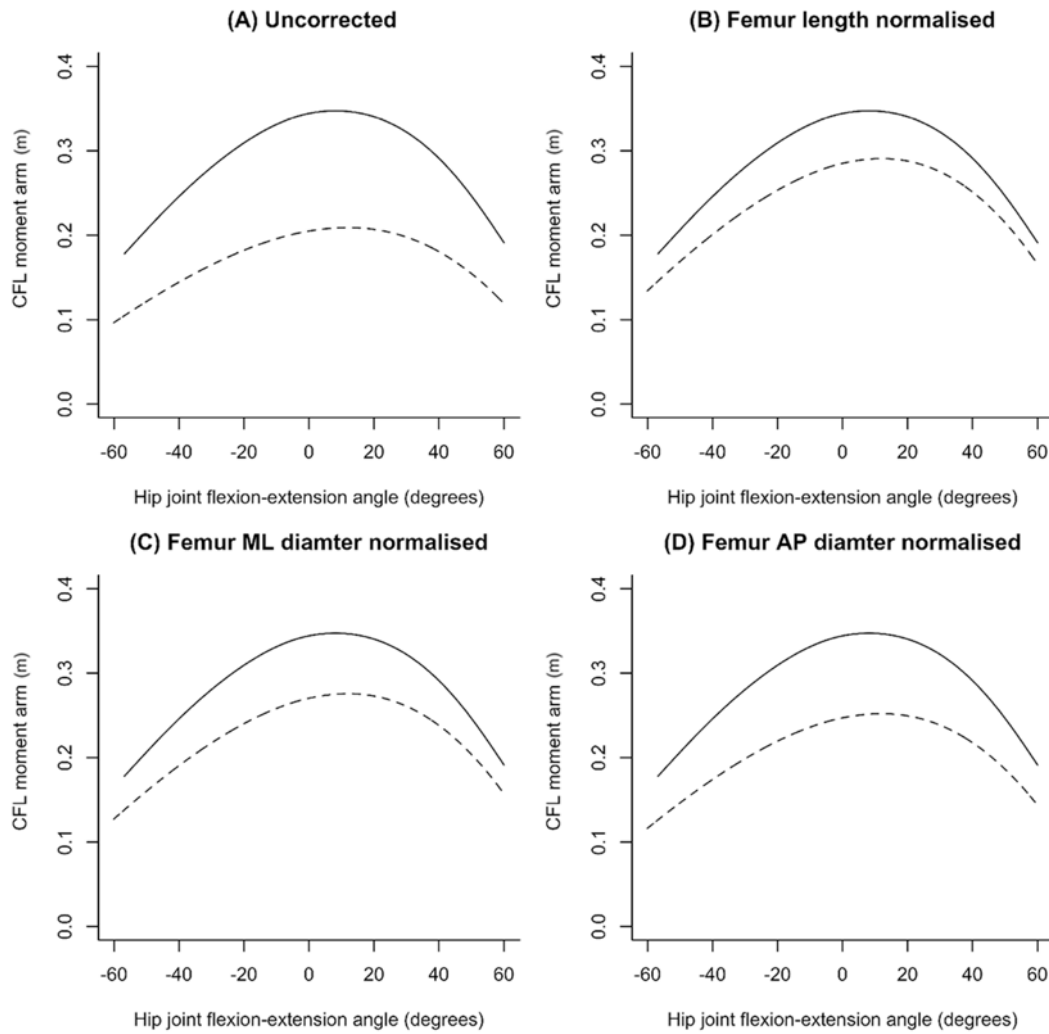 (A) Uncorrected
CFL moment arm (m)
0.4
0.3
0.2
0.1
0.0
-60 -40 -20 0 20 40 60
Hip joint flexion-extension angle (degrees)
(B) Femur length normalised
CFL moment arm (m)
0.4
0.3
0.2
0.1
0.0
-60 -40 -20 0 20 40 60
Hip joint flexion-extension angle (degrees)
(C) Femur ML diamter normalised
CFL moment arm (m)
0.4
0.3
0.2
0.1
0.0
-60 -40 -20 0 20 40 60
Hip joint flexion-extension angle (degrees)
(D) Femur AP diamter normalised
CFL moment arm (m)
0.4
0.3
0.2
0.1
0.0
-60 -40 -20 0 20 40 60
Hip joint flexion-extension angle (degrees)